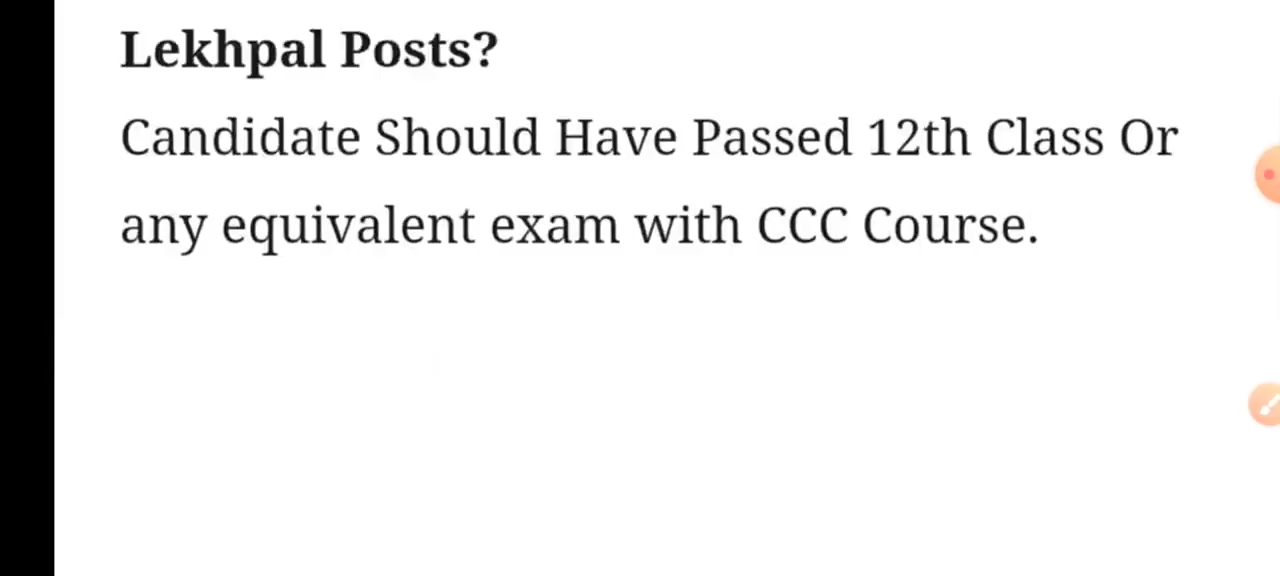 Lekhpal Posts?
Candidate Should Have Passed 12th Class Or
any equivalent exam with CCC Course.